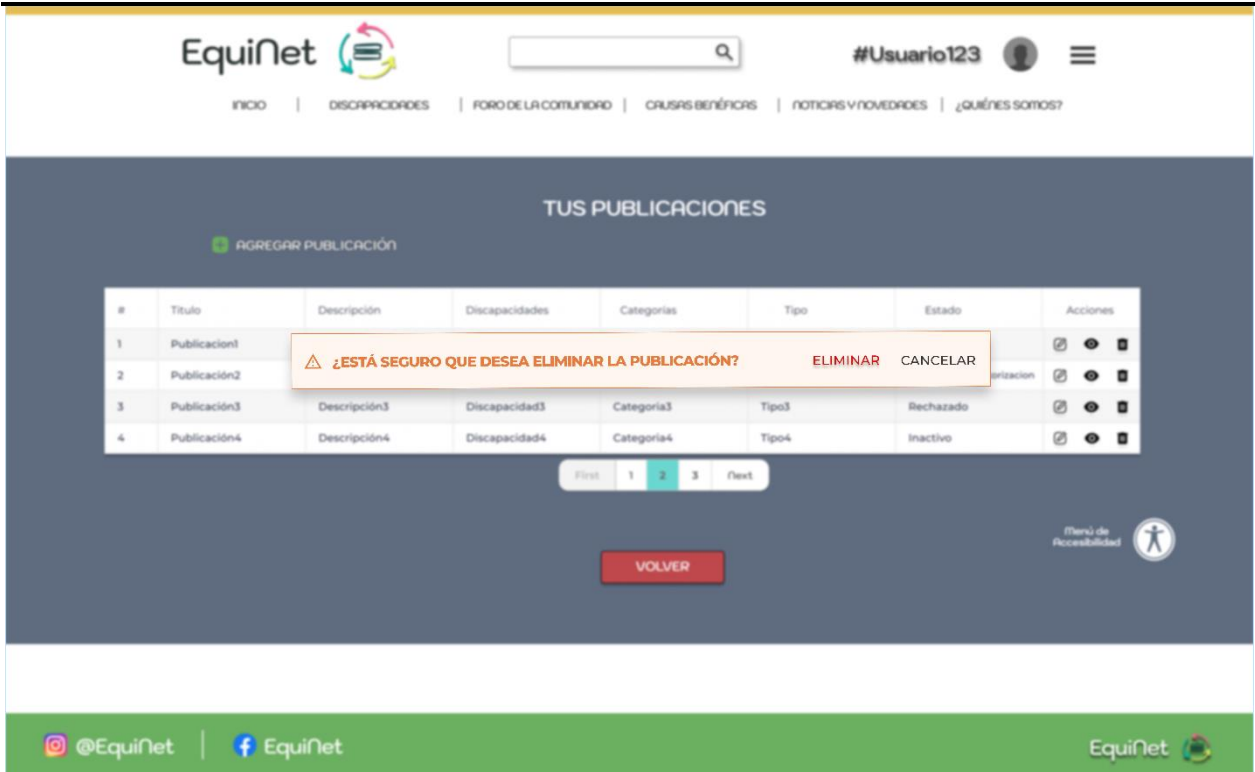 EquiNet
#Usuario123
INICIO | DISCAPACIDADES | FORO DE LA COMUNIDAD | CAUSAS BENÉFICAS | NOTICIAS Y NOVEDADES | ¿QUIÉNES SOMOS?
TUS PUBLICACIONES
AGREGAR PUBLICACIÓN
# Titulo Descripción Discapacidades Categorias Tipo Estado Acciones
1 Publicacion1
¿ESTÁ SEGURO QUE DESEA ELIMINAR LA PUBLICACIÓN? ELIMINAR CANCELAR
2 Publicación2 orizacion
3 Publicación3 Descripción3 Discapacidad3 Categoria3 Tipo3 Rechazado
4 Publicación4 Descripción4 Discapacidad4 Categoria4 Tipo4 Inactivo
First 1 2 3 Next
Menú de
Accesibilidad
VOLVER
@EquiNet | EquiNet EquiNet